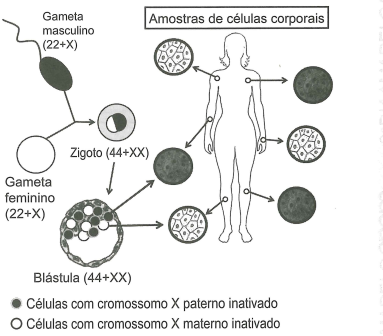 Gameta
masculino
(22+X)
Amostras de células corporais
Zigoto (44+XX)
Gameta
feminino
(22+X)
Blástula (44+XX)
Células com cromossomo X paterno inativado
Células com cromossomo X materno inativado